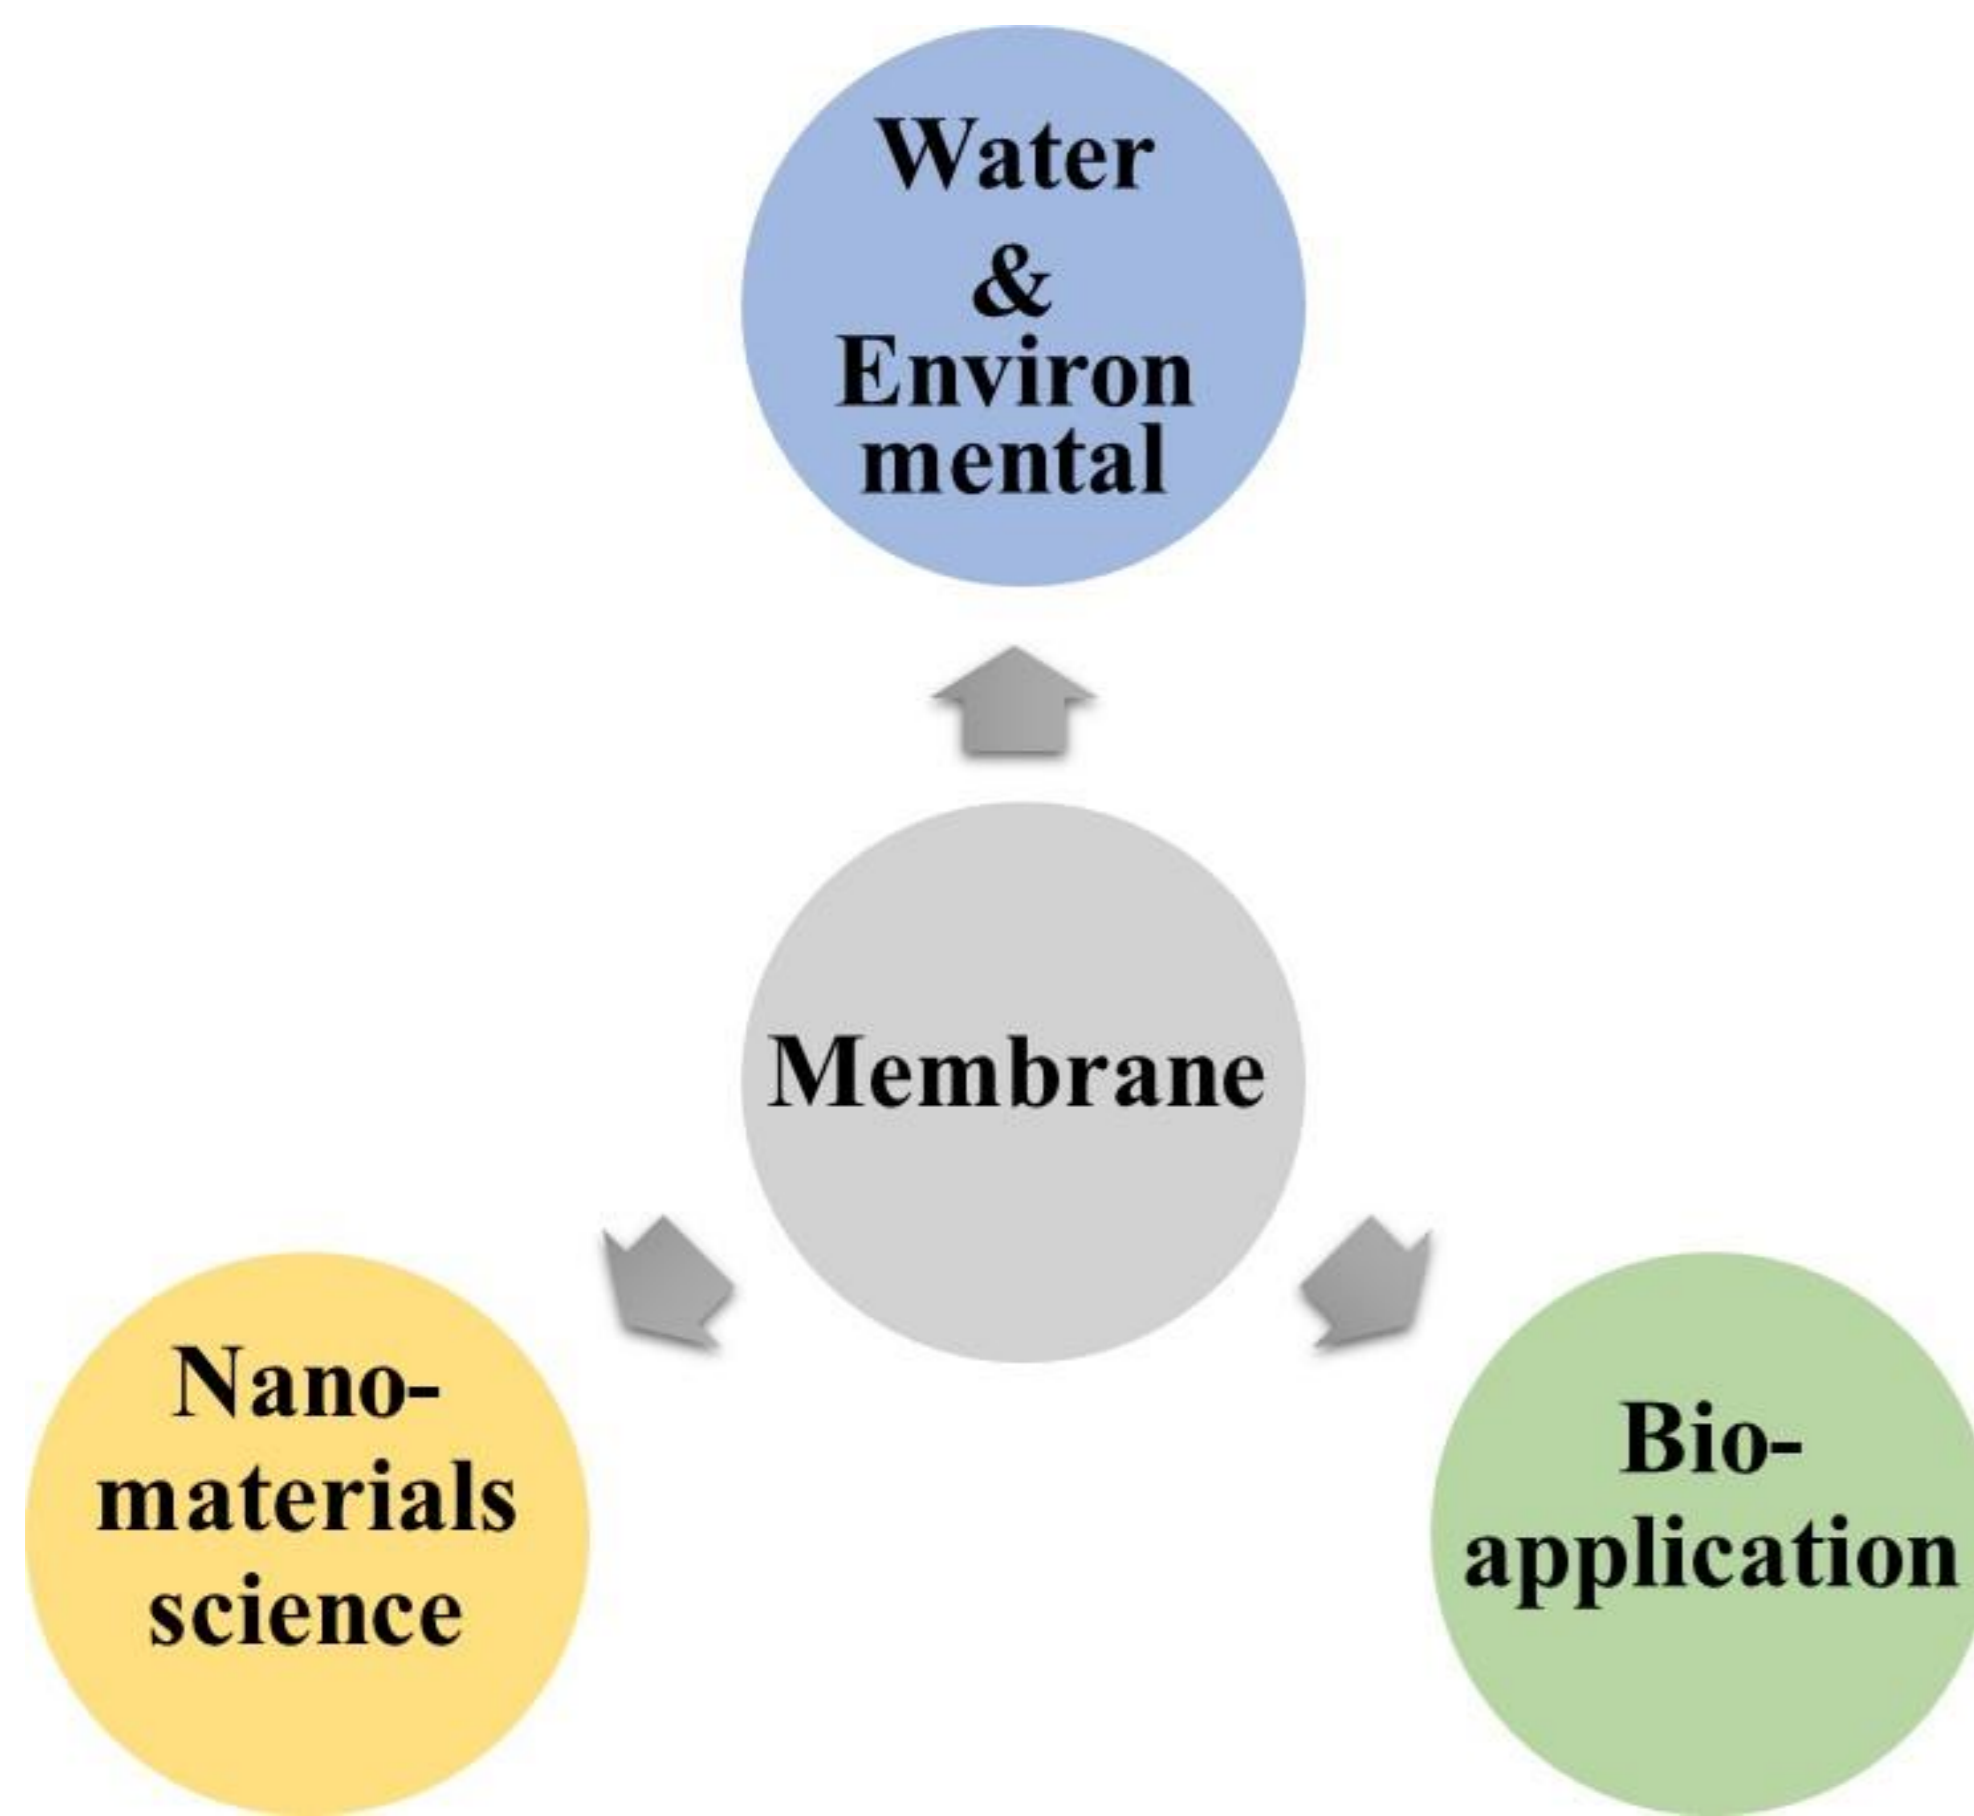 Water
&
Environ
mental
Membrane
Nano-
materials
science
Bio-
application